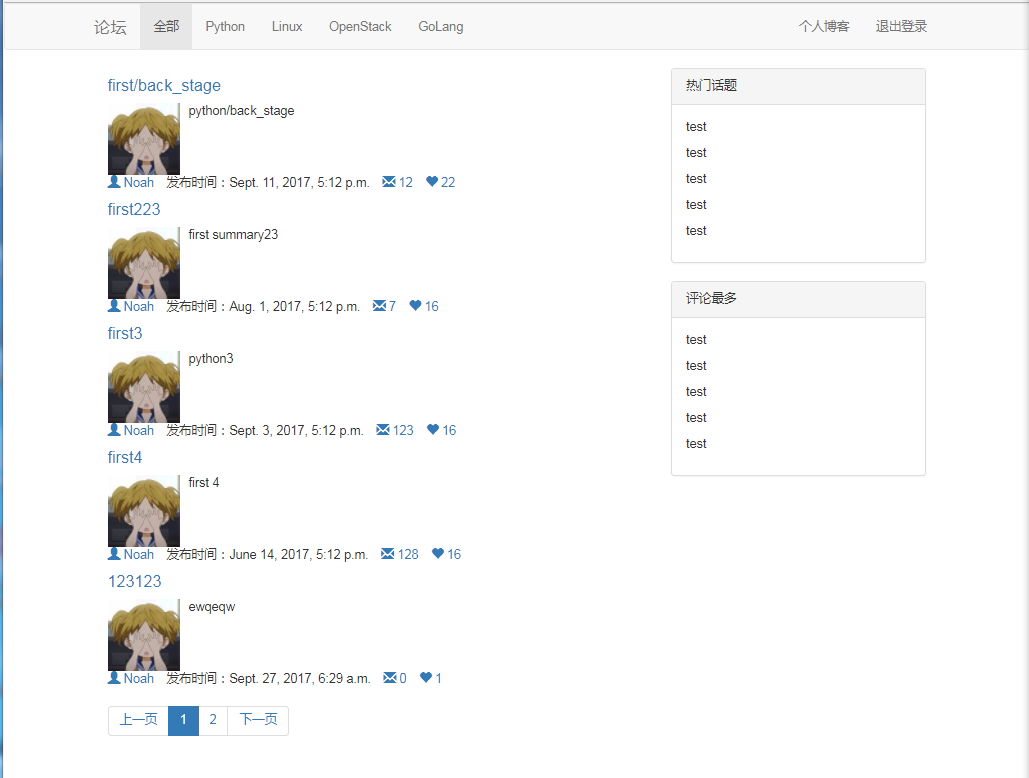 论坛 全部 Python Linux OpenStack GoLang 个人博客 退出登录
first/back_stage
python/back_stage
Noah 发布时间：Sept. 11, 2017, 5:12 p.m. 12 22
first223
first summary23
Noah 发布时间：Aug. 1, 2017, 5:12 p.m. 7 16
first3
python3
Noah 发布时间：Sept. 3, 2017, 5:12 p.m. 123 16
first4
first 4
Noah 发布时间：June 14, 2017, 5:12 p.m. 128 16
123123
ewqeqw
Noah 发布时间：Sept. 27, 2017, 6:29 a.m. 0 1
上一页 1 2 下一页
热门话题
test
test
test
test
test
评论最多
test
test
test
test
test